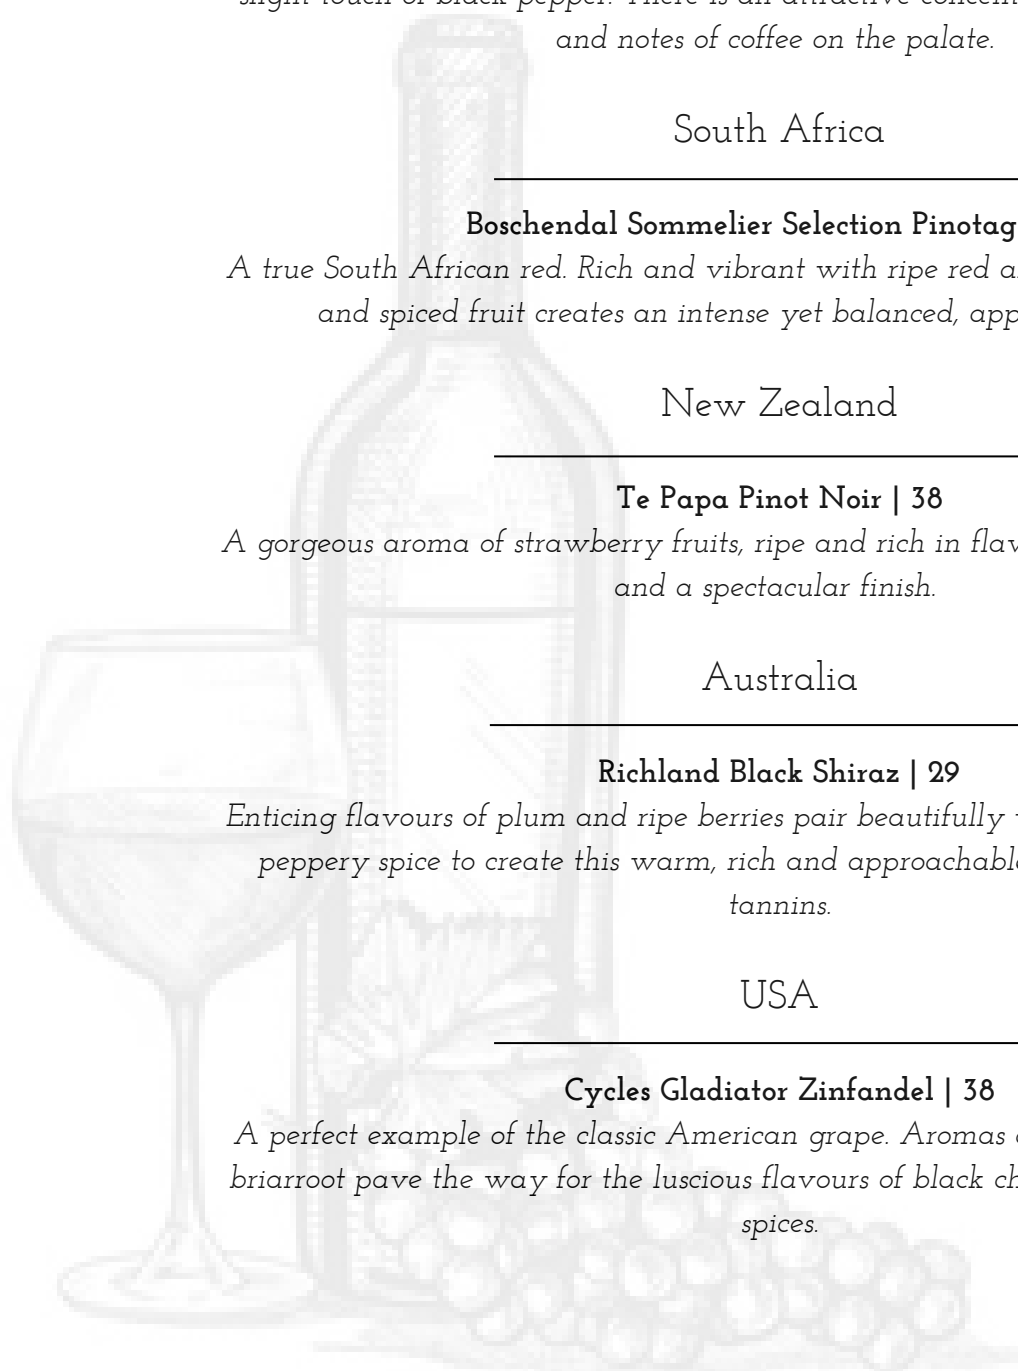 and notes of coffee on the palate.
South Africa
Boschendal Sommelier Selection Pinotag
A true South African red. Rich and vibrant with ripe red
and spiced fruit creates an intense yet balanced, app
New Zealand
Te Papa Pinot Noir | 38
A gorgeous aroma of strawberry fruits, ripe and rich in flav
and a spectacular finish.
Australia
Richland Black Shiraz | 29
Enticing flavours of plum and ripe berries pair beautifully
peppery spice to create this warm, rich and approachabl
tannins.
USA
Cycles Gladiator Zinfandel | 38
A perfect example of the classic American grape. Aromas
briarroot pave the way for the luscious flavours of black ch
spices.